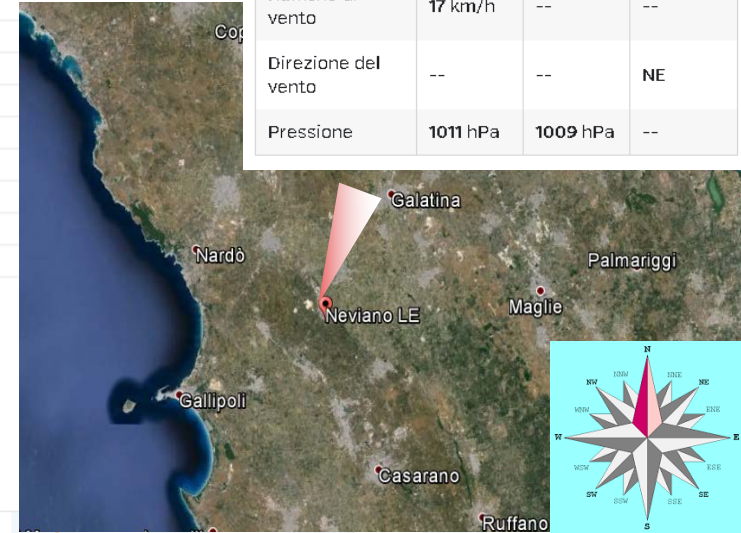 vento
17 km/h
--
--
Direzione del
vento
--
--
NE
Pressione
1011 hPa
1009 hPa
--
Galatina
Nardò
Palmariggi
Maglie
Neviano LE
Gallipoli
Casarano
Ruffano
N
NNW
NNE
NW
NE
WNW
ENE
W
E
WSW
ESE
SW
SE
SSW
SSE
S